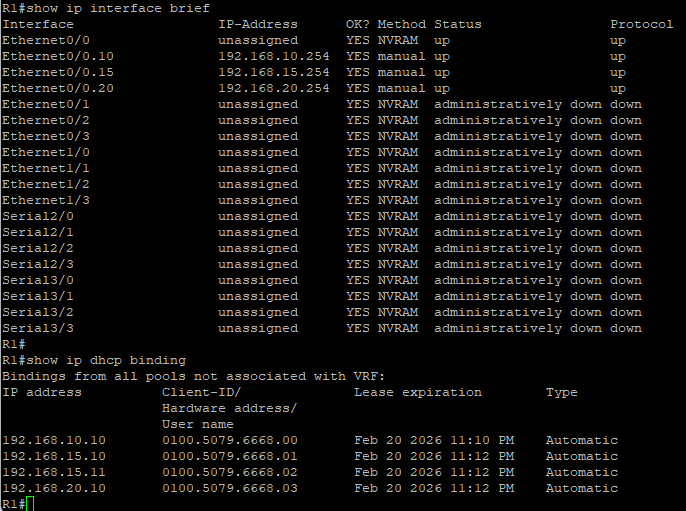 R1#show ip interface brief
Interface                  IP-Address      OK? Method Status                Protocol
Ethernet0/0                unassigned      YES NVRAM  up                    up
Ethernet0/0.10             192.168.10.254  YES manual up                    up
Ethernet0/0.15             192.168.15.254  YES manual up                    up
Ethernet0/0.20             192.168.20.254  YES manual up                    up
Ethernet0/1                unassigned      YES NVRAM  administratively down down
Ethernet0/2                unassigned      YES NVRAM  administratively down down
Ethernet0/3                unassigned      YES NVRAM  administratively down down
Ethernet1/0                unassigned      YES NVRAM  administratively down down
Ethernet1/1                unassigned      YES NVRAM  administratively down down
Ethernet1/2                unassigned      YES NVRAM  administratively down down
Ethernet1/3                unassigned      YES NVRAM  administratively down down
Serial2/0                  unassigned      YES NVRAM  administratively down down
Serial2/1                  unassigned      YES NVRAM  administratively down down
Serial2/2                  unassigned      YES NVRAM  administratively down down
Serial2/3                  unassigned      YES NVRAM  administratively down down
Serial3/0                  unassigned      YES NVRAM  administratively down down
Serial3/1                  unassigned      YES NVRAM  administratively down down
Serial3/2                  unassigned      YES NVRAM  administratively down down
Serial3/3                  unassigned      YES NVRAM  administratively down down
R1#
R1#show ip dhcp binding
Bindings from all pools not associated with VRF:
IP address          Client-ID/              Lease expiration        Type
                    Hardware address/
                    User name
192.168.10.10       0100.5079.6668.00       Feb 20 2026 11:10 PM    Automatic
192.168.15.10       0100.5079.6668.01       Feb 20 2026 11:12 PM    Automatic
192.168.15.11       0100.5079.6668.02       Feb 20 2026 11:12 PM    Automatic
192.168.20.10       0100.5079.6668.03       Feb 20 2026 11:12 PM    Automatic
R1#